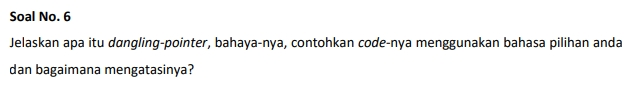 Soal No. 6
Jelaskan apa itu dangling-pointer, bahaya-nya, contohkan code-nya menggunakan bahasa pilihan anda
dan bagaimana mengatasinya?